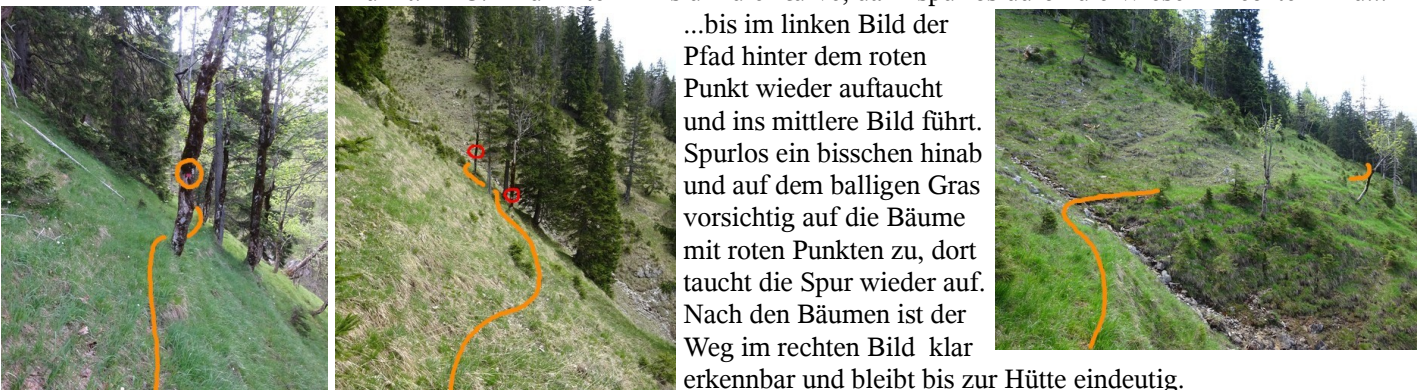 ...bis im linken Bild der
Pfad hinter dem roten
Punkt wieder auftaucht
und ins mittlere Bild führt.
Spurlos ein bisschen hinab
und auf dem balligen Gras
vorsichtig auf die Bäume
mit roten Punkten zu, dort
taucht die Spur wieder auf.
Nach den Bäumen ist der
Weg im rechten Bild klar
erkennbar und bleibt bis zur Hütte eindeutig.